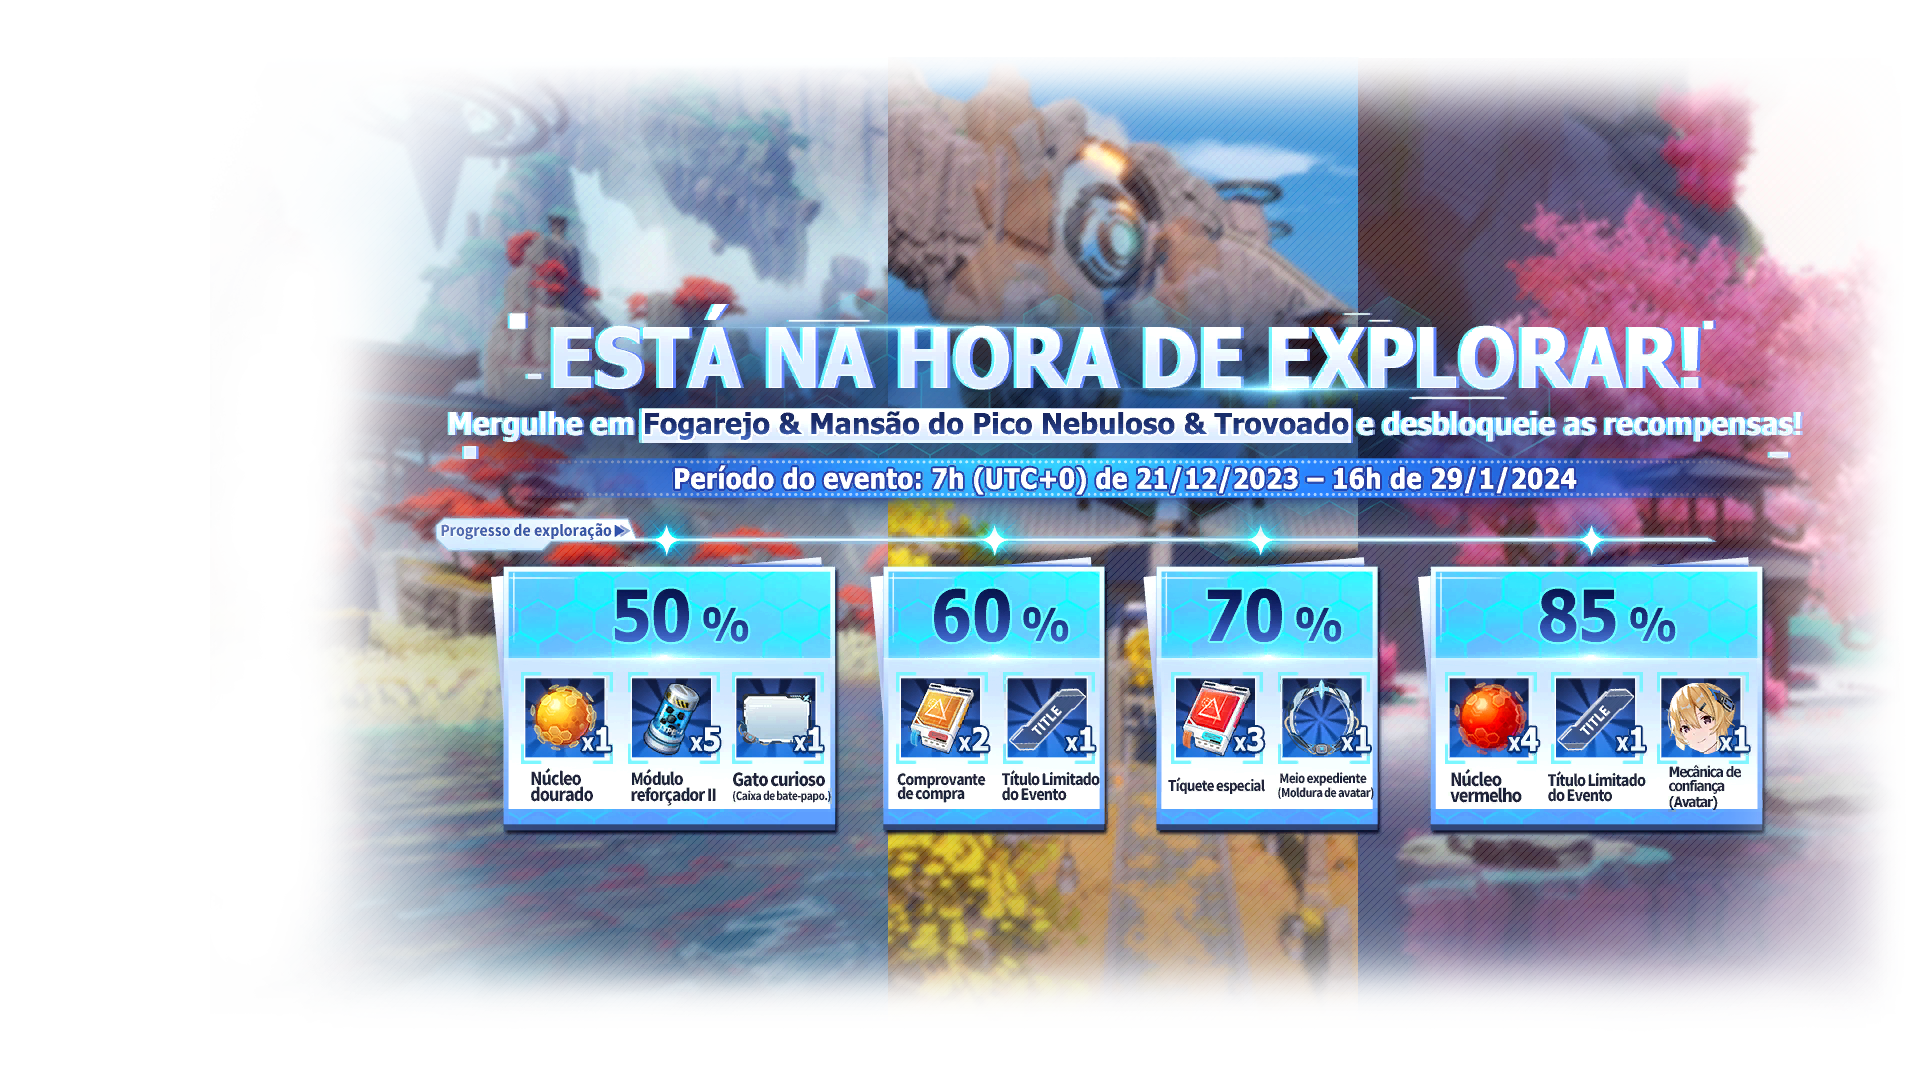 ESTÁ NA HORA DE EXPLORAR!
Mergulhe em Fogarejo & Mansão do Pico Nebuloso & Trovoado e desbloqueie as recompensas!
Período do evento: 7h (UTC+0) de 21/12/2023 – 16h de 29/1/2024
Progresso de exploração
50 %
x1
x5
x1
Núcleo
dourado
Módulo
reforçador II
Gato curioso
(Caixa de bate-papo.)
60 %
x2
TITLE
x1
Comprovante
de compra
Título Limitado
do Evento
70 %
x3
x1
Tíquete especial
Meio expediente
(Moldura de avatar)
85 %
x4
TITLE
x1
x1
Núcleo
vermelho
Título Limitado
do Evento
Mecânica de
confiança
(Avatar)